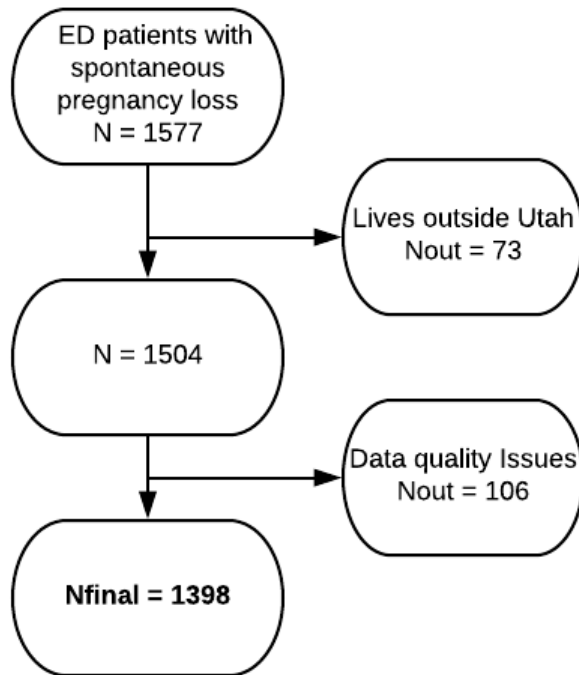 ED patients with
spontaneous
pregnancy loss
N = 1577
Lives outside Utah
Nout = 73
N = 1504
Data quality Issues
Nout = 106
Nfinal = 1398